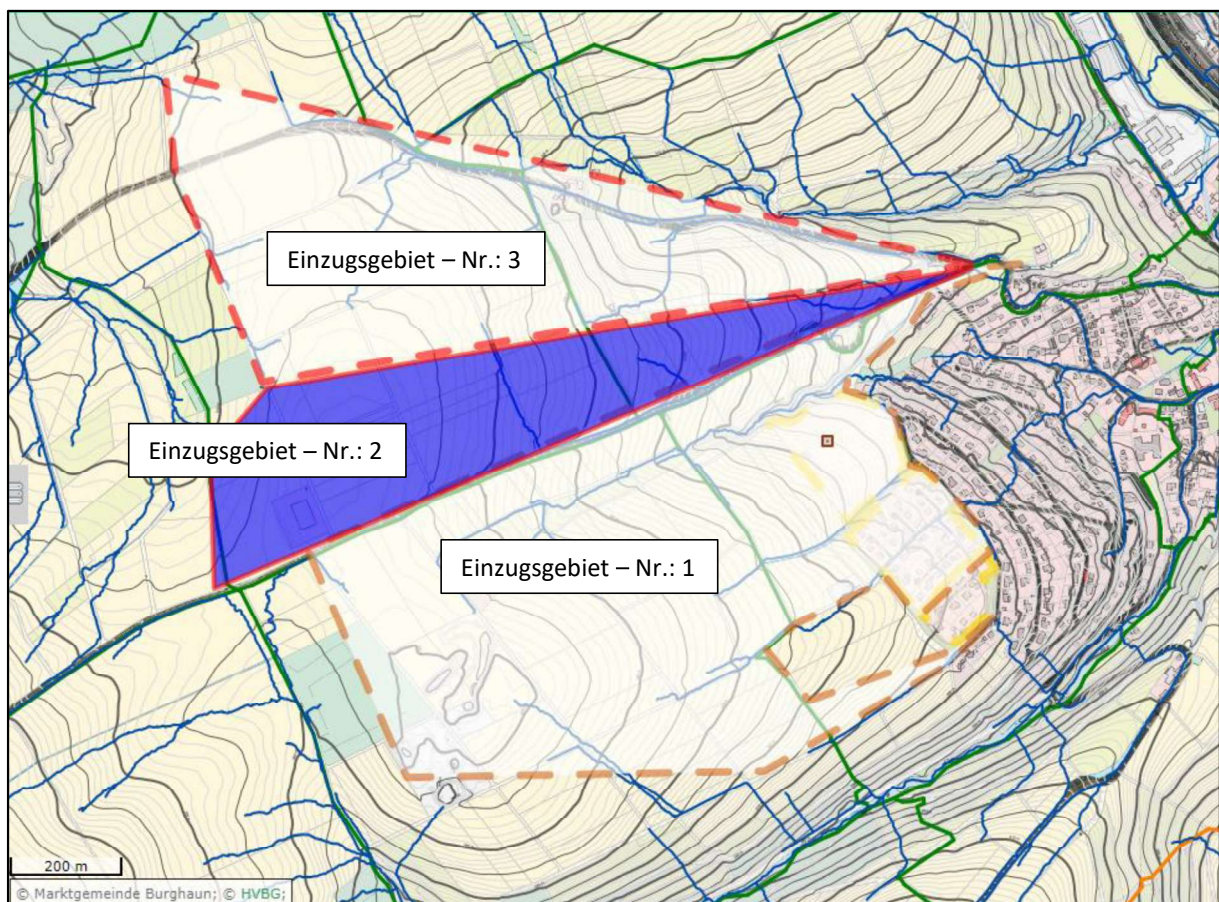 Einzugsgebiet – Nr.: 3
Einzugsgebiet – Nr.: 2
Einzugsgebiet – Nr.: 1
200 m
© Marktgemeinde Burghaun; © HVBG;